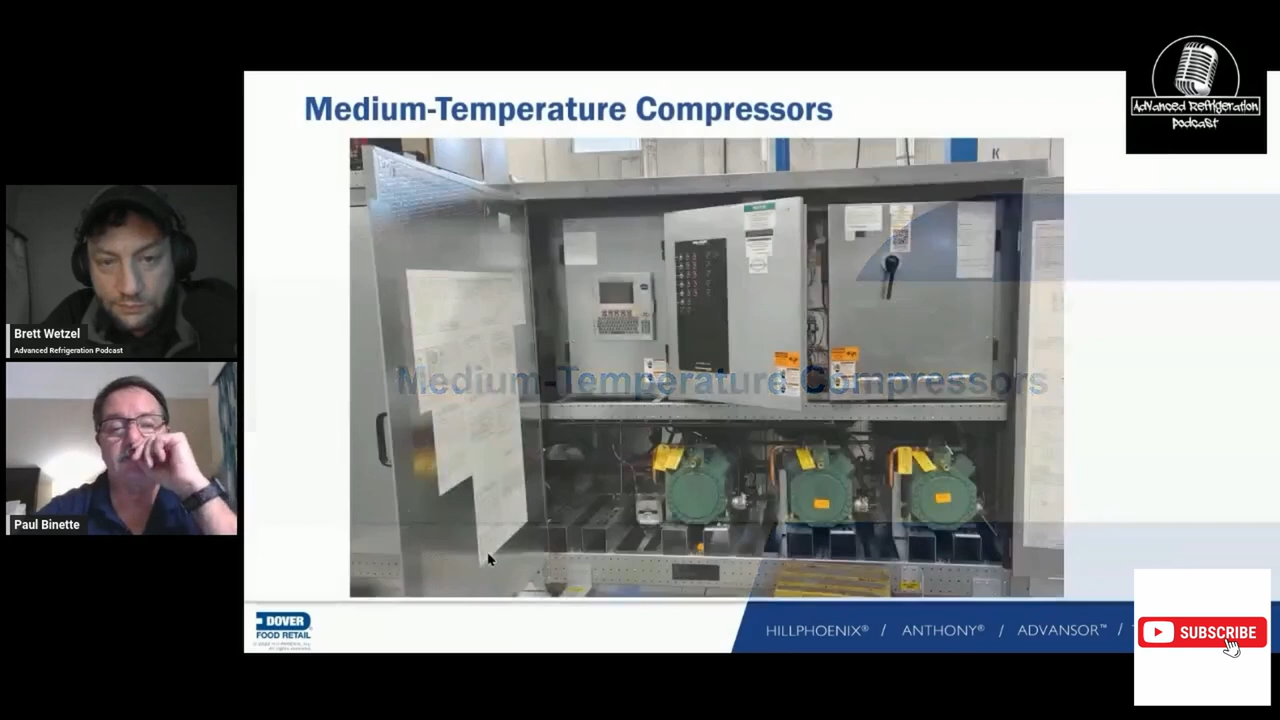 Medium-Temperature Compressors
Advanced Refrigeration
Podcast
K
Brett Wetzel
Advanced Refrigeration Podcast
Medium-Temperature Compressors
Paul Binette
DOVER
FOOD RETAIL
HILLPHOENIX® / ANTHONY® / ADVANSOR™ /
SUBSCRIBE